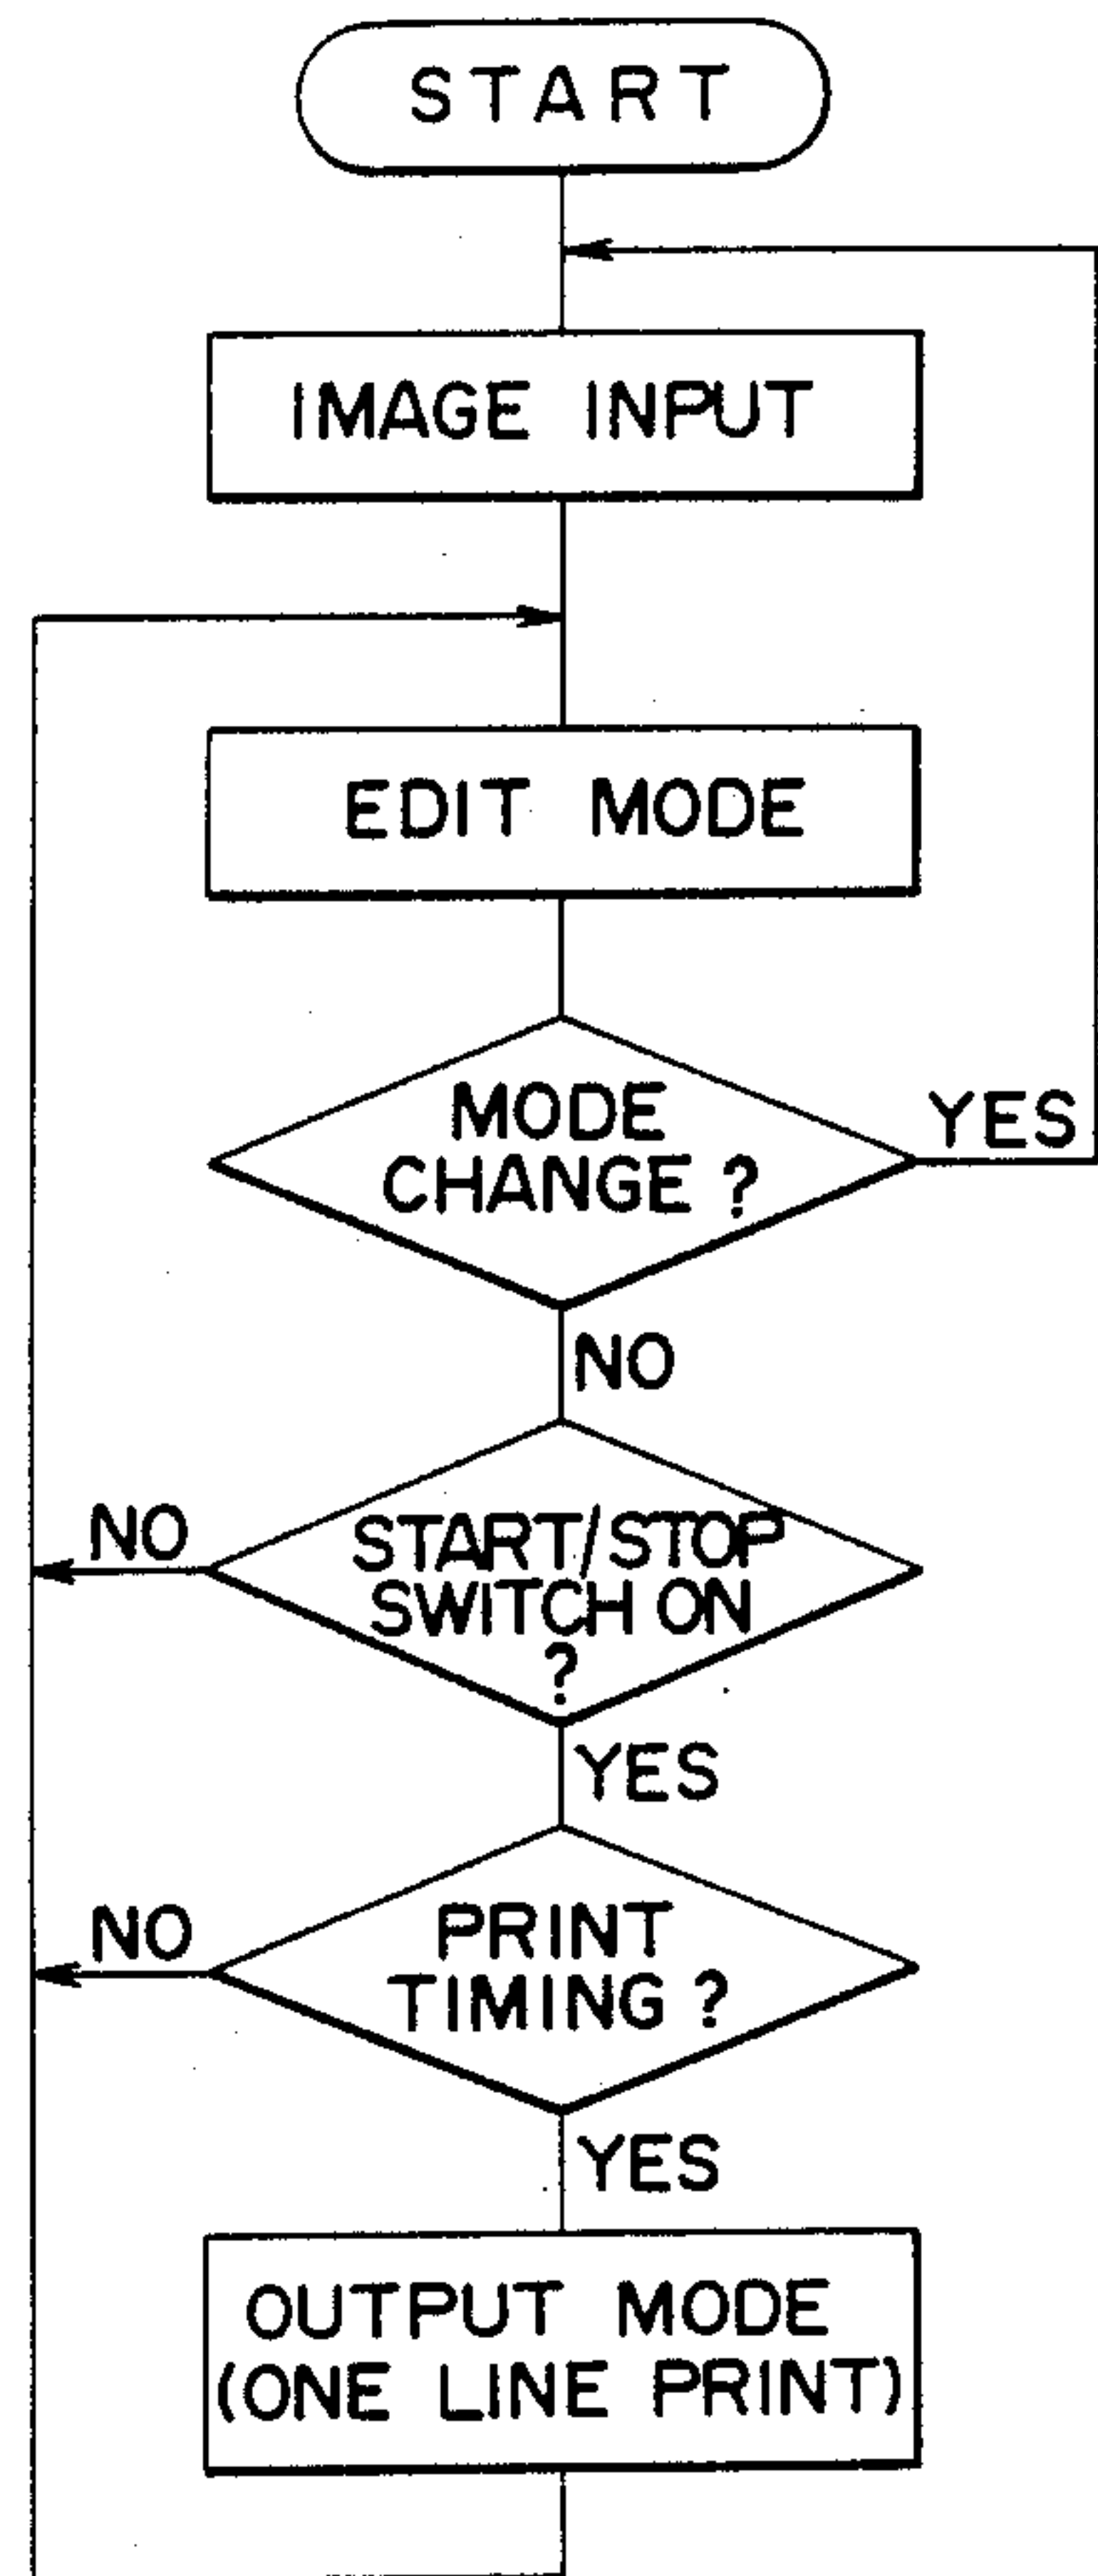 START
IMAGE INPUT
EDIT MODE
MODE
CHANGE ?
YES
NO
START/STOP
SWITCH ON
?
NO
YES
PRINT
TIMING ?
NO
YES
OUTPUT MODE
(ONE LINE PRINT)